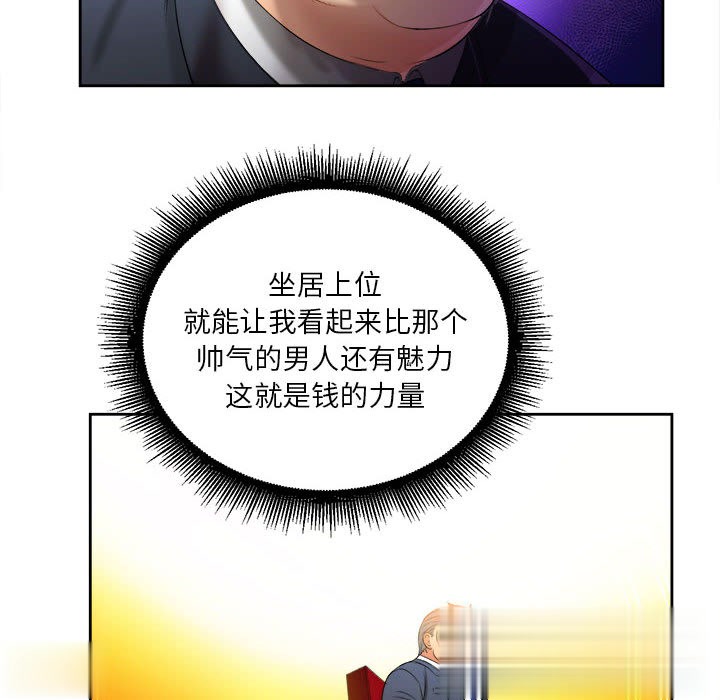 坐居上位
就能让我看起来比那个
帅气的男人还有魅力
这就是钱的力量